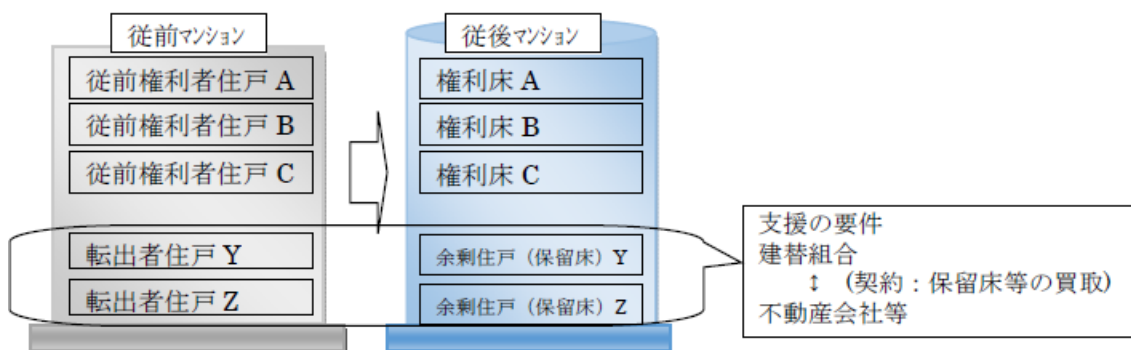 従前マンション
従前権利者住戸 A
従前権利者住戸 B
従前権利者住戸 C
転出者住戸 Y
転出者住戸 Z
従後マンション
権利床 A
権利床 B
権利床 C
余剰住戸（保留床）Y
余剰住戸（保留床）Z
支援の要件
建替組合
↕ （契約：保留床等の買取）
不動産会社等